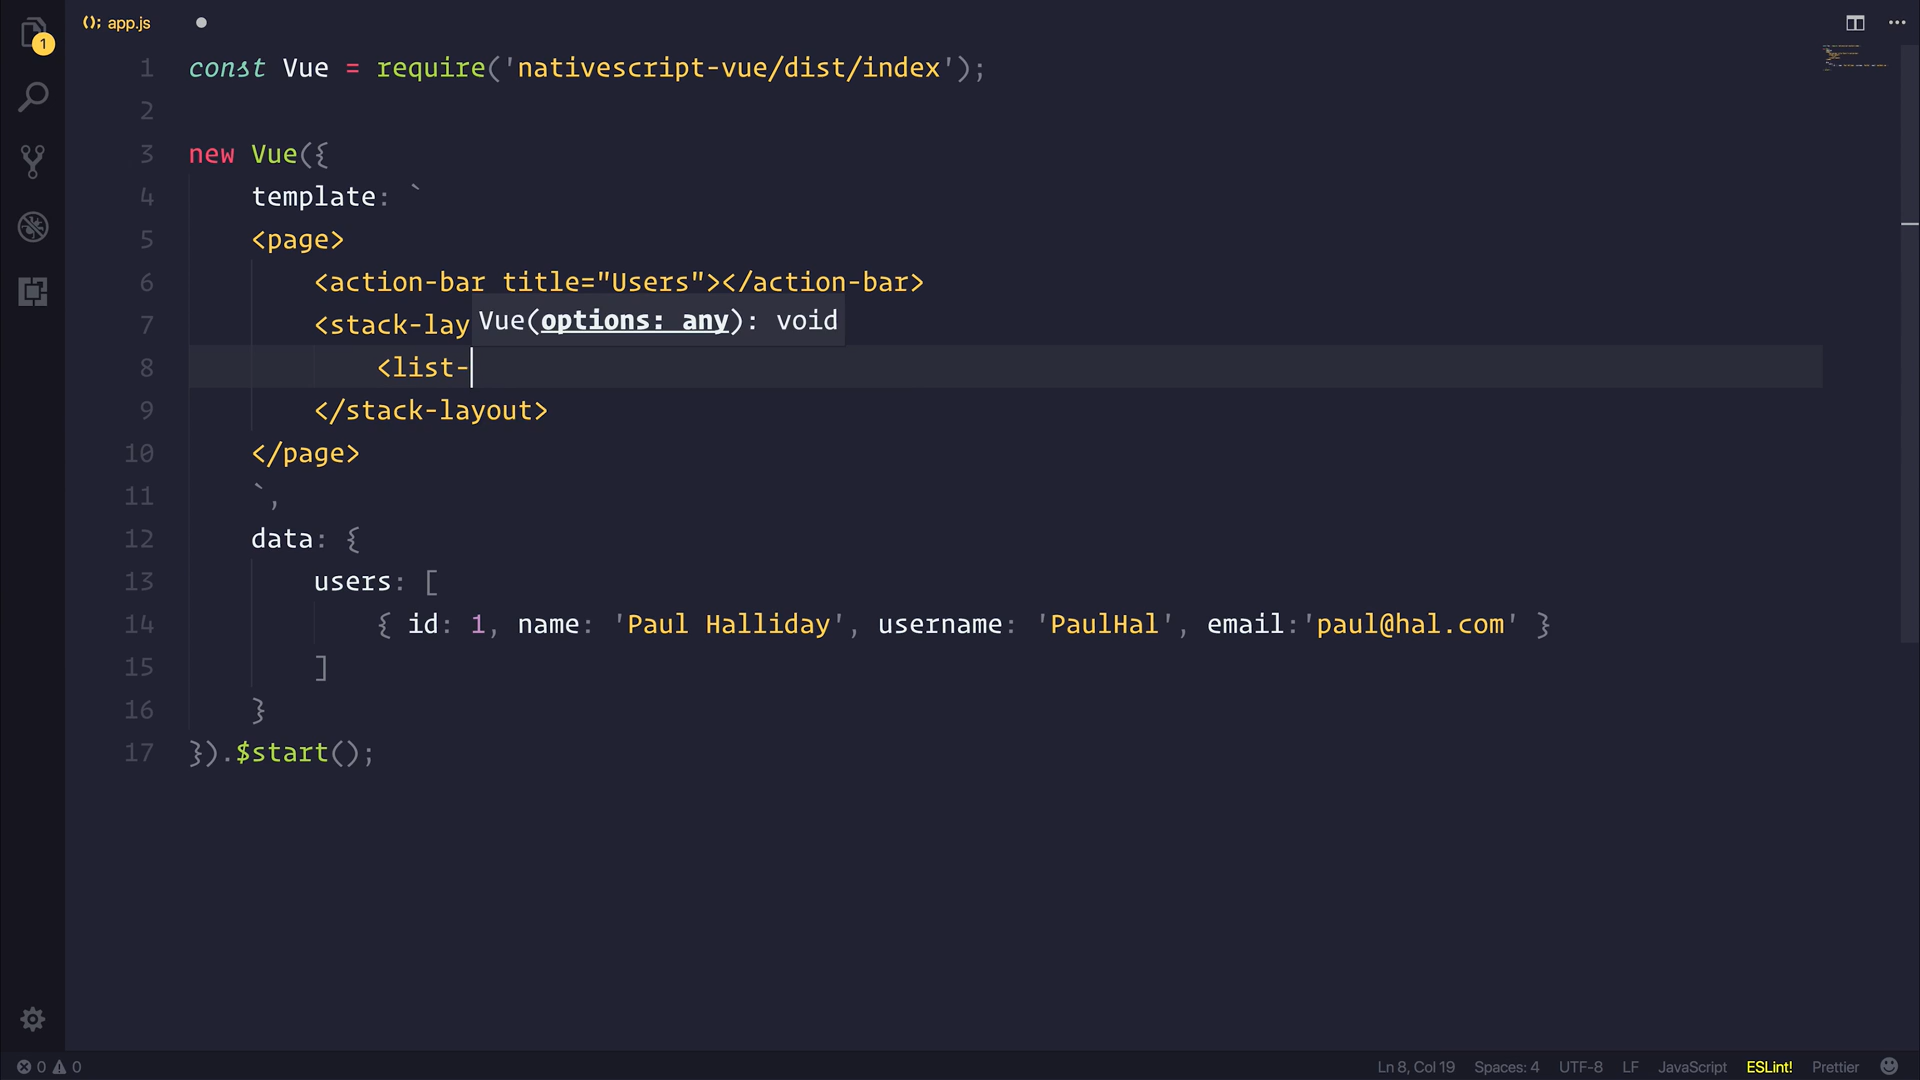 1
(); app.js
1 const Vue = require('nativescript-vue/dist/index');
2
3 new Vue({
4 template: `
5 <page>
6 <action-bar title="Users"></action-bar>
7 <stack-lay
Vue(options: any): void
8 <list-
9 </stack-layout>
10 </page>
11 `,
12 data: {
13 users: [
14 { id: 1, name: 'Paul Halliday', username: 'PaulHal', email:'paul@hal.com' }
15 ]
16 }
17 }).$start();
0 0 Ln 8, Col 19 Spaces: 4 UTF-8 LF JavaScript ESLint! Prettier